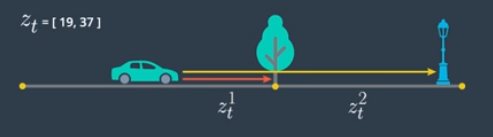 z_t = [ 19, 37 ]
z_t^1 z_t^2